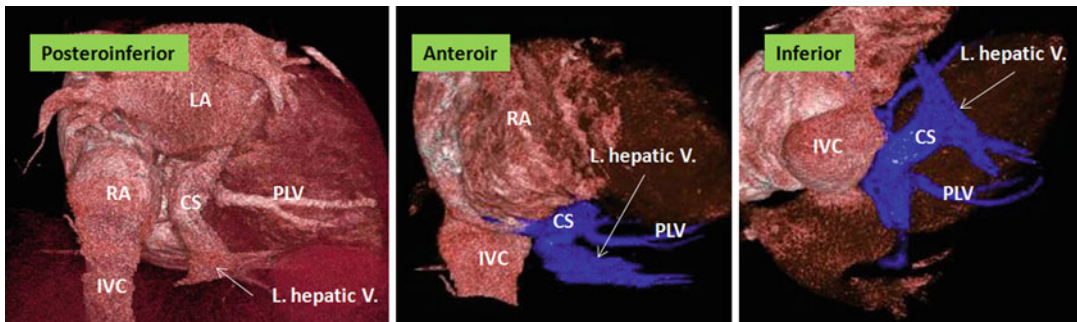 Posteroinferior
LA
RA
CS
PLV
IVC
L. hepatic V.
Anteroir
RA
L. hepatic V.
CS
PLV
IVC
Inferior
L. hepatic V.
IVC
CS
PLV